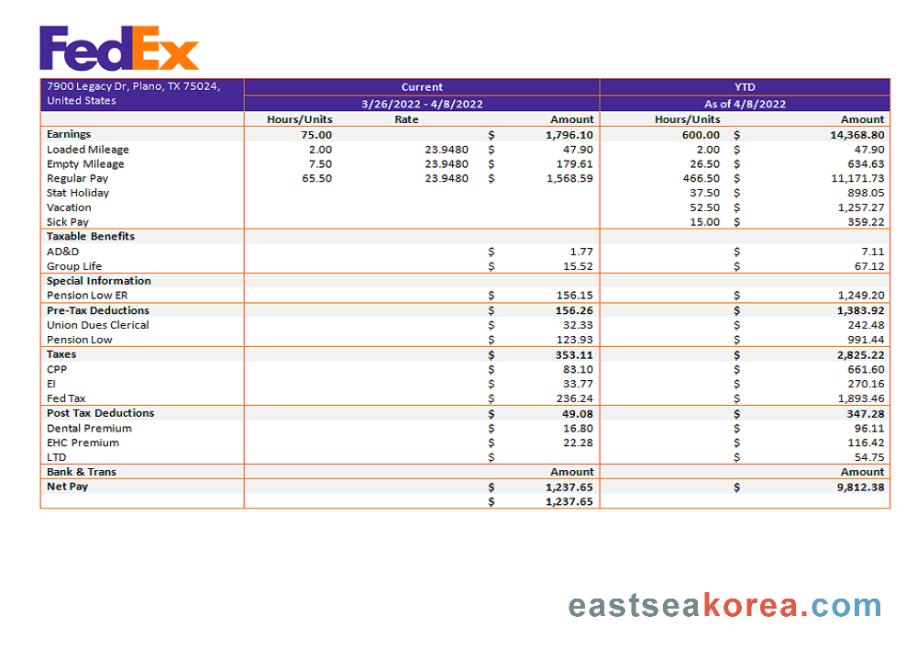 FedEx
7900 Legacy Dr, Plano, TX 75024,
United States
Current YTD
3/26/2022 - 4/8/2022 As of 4/8/2022
Hours/Units Rate Amount Hours/Units Amount
Earnings 75.00 $ 1,796.10 600.00 $ 14,368.80
Loaded Mileage 2.00 23.9480 $ 47.90 2.00 $ 47.90
Empty Mileage 7.50 23.9480 $ 179.61 26.50 $ 634.63
Regular Pay 65.50 23.9480 $ 1,568.59 466.50 $ 11,171.73
Stat Holiday 37.50 $ 898.05
Vacation 52.50 $ 1,257.27
Sick Pay 15.00 $ 359.22
Taxable Benefits
AD&D $ 1.77 $ 7.11
Group Life $ 15.52 $ 67.12
Special Information
Pension Low ER $ 156.15 $ 1,249.20
Pre-Tax Deductions $ 156.26 $ 1,383.92
Union Dues Clerical $ 32.33 $ 242.48
Pension Low $ 123.93 $ 991.44
Taxes $ 353.11 $ 2,825.22
CPP $ 83.10 $ 661.60
EI $ 33.77 $ 270.16
Fed Tax $ 236.24 $ 1,893.46
Post Tax Deductions $ 49.08 $ 347.28
Dental Premium $ 16.80 $ 96.11
EHC Premium $ 22.28 $ 116.42
LTD $ $ 54.75
Bank & Trans Amount Amount
Net Pay $ 1,237.65 $ 9,812.38
$ 1,237.65
eastseakorea.com